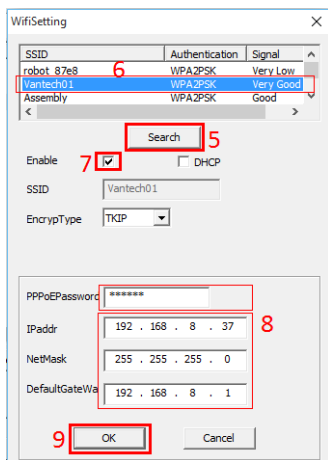 WifiSetting
SSID Authentication Signal
robot_87e8 WPA2PSK Very Low
6
Vantech01 WPA2PSK Very Good
Assembly WPA2PSK Good
Search 5
Enable 7 DHCP
SSID Vantech01
EncrypType TKIP
PPPoEPassword ******
IPaddr 192 . 168 . 8 . 37
8
NetMask 255 . 255 . 255 . 0
DefaultGateWa 192 . 168 . 8 . 1
9 OK Cancel